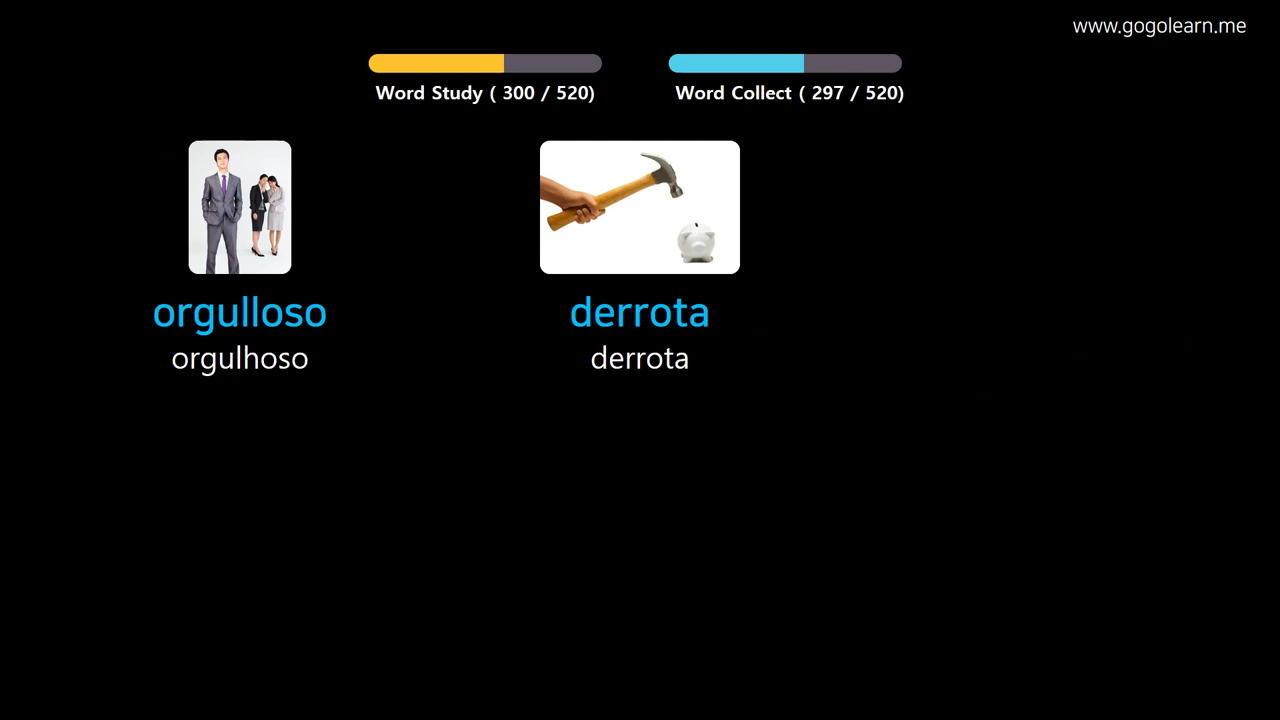 www.gogolearn.me
Word Study ( 300 / 520)
Word Collect ( 297 / 520)
orgulloso
orgulhoso
derrota
derrota